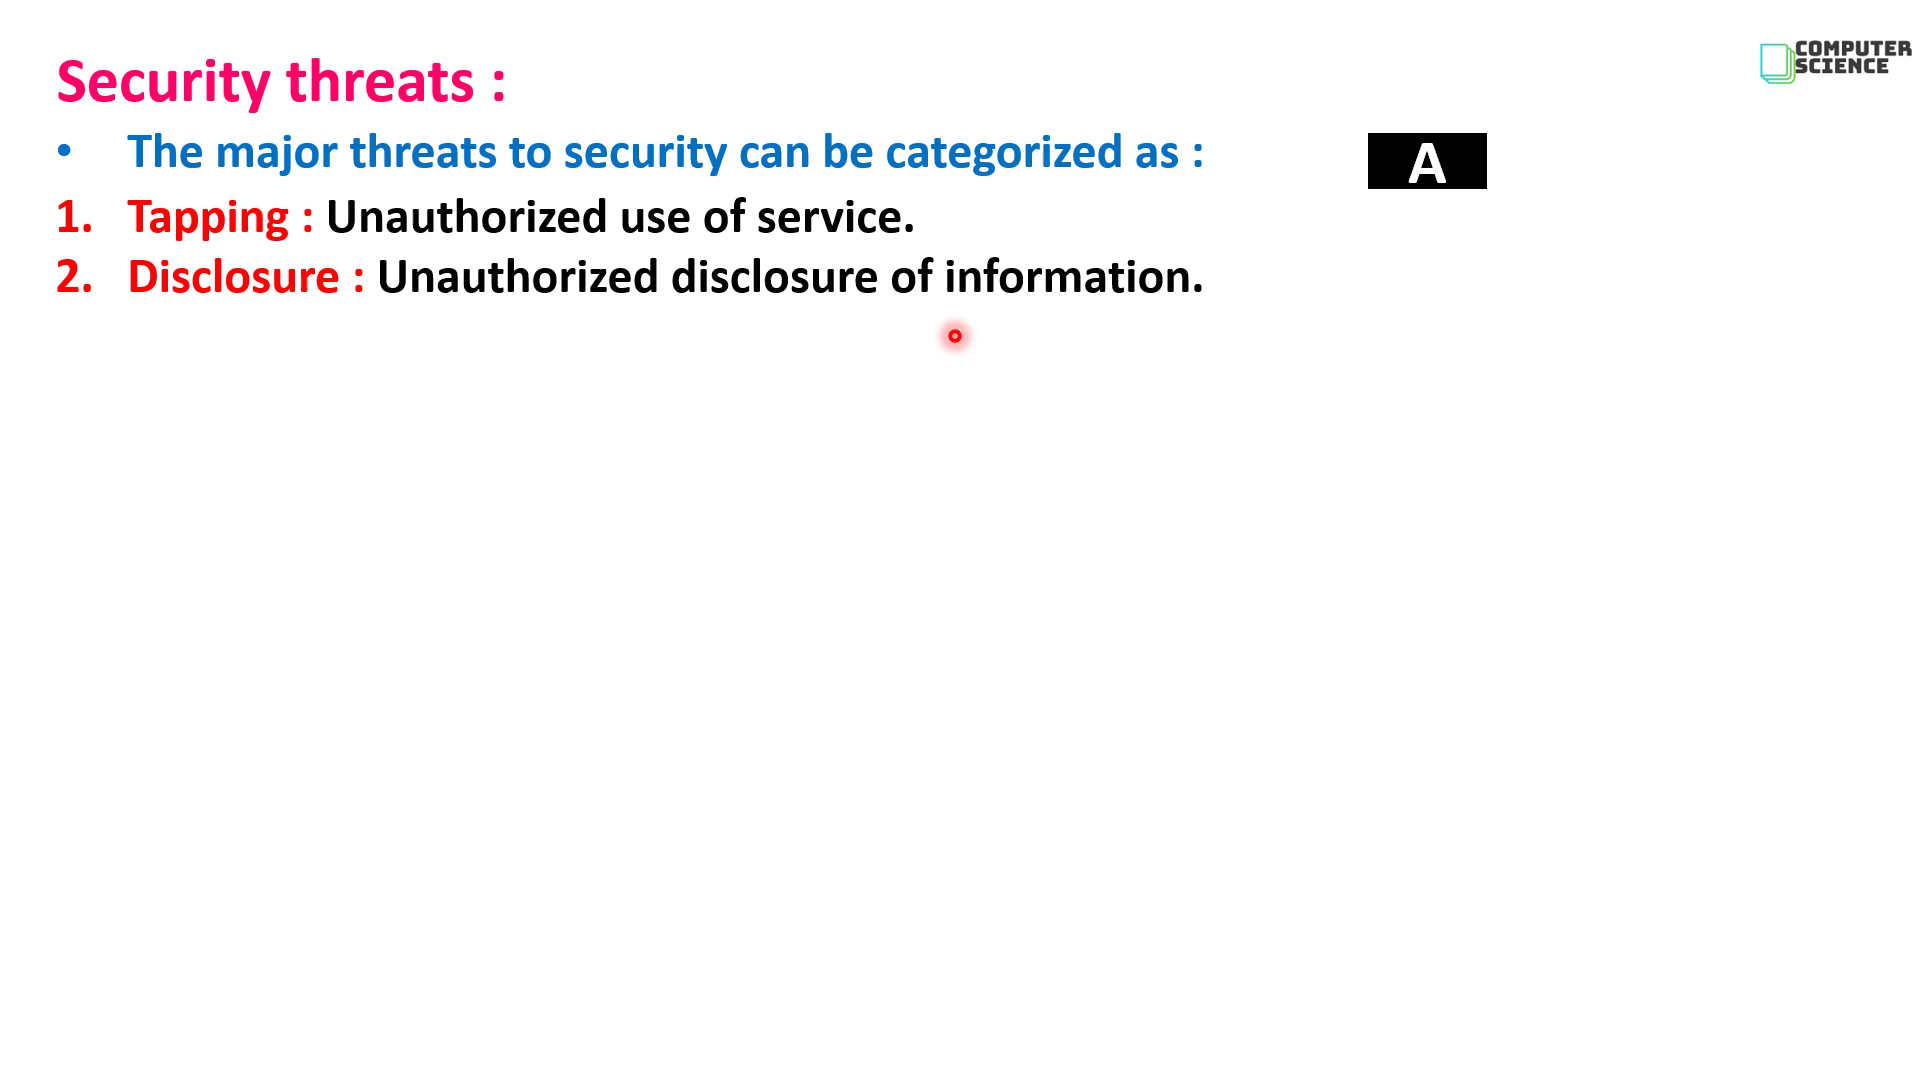 Security threats :
COMPUTER
SCIENCE
• The major threats to security can be categorized as :
A
1. Tapping : Unauthorized use of service.
2. Disclosure : Unauthorized disclosure of information.